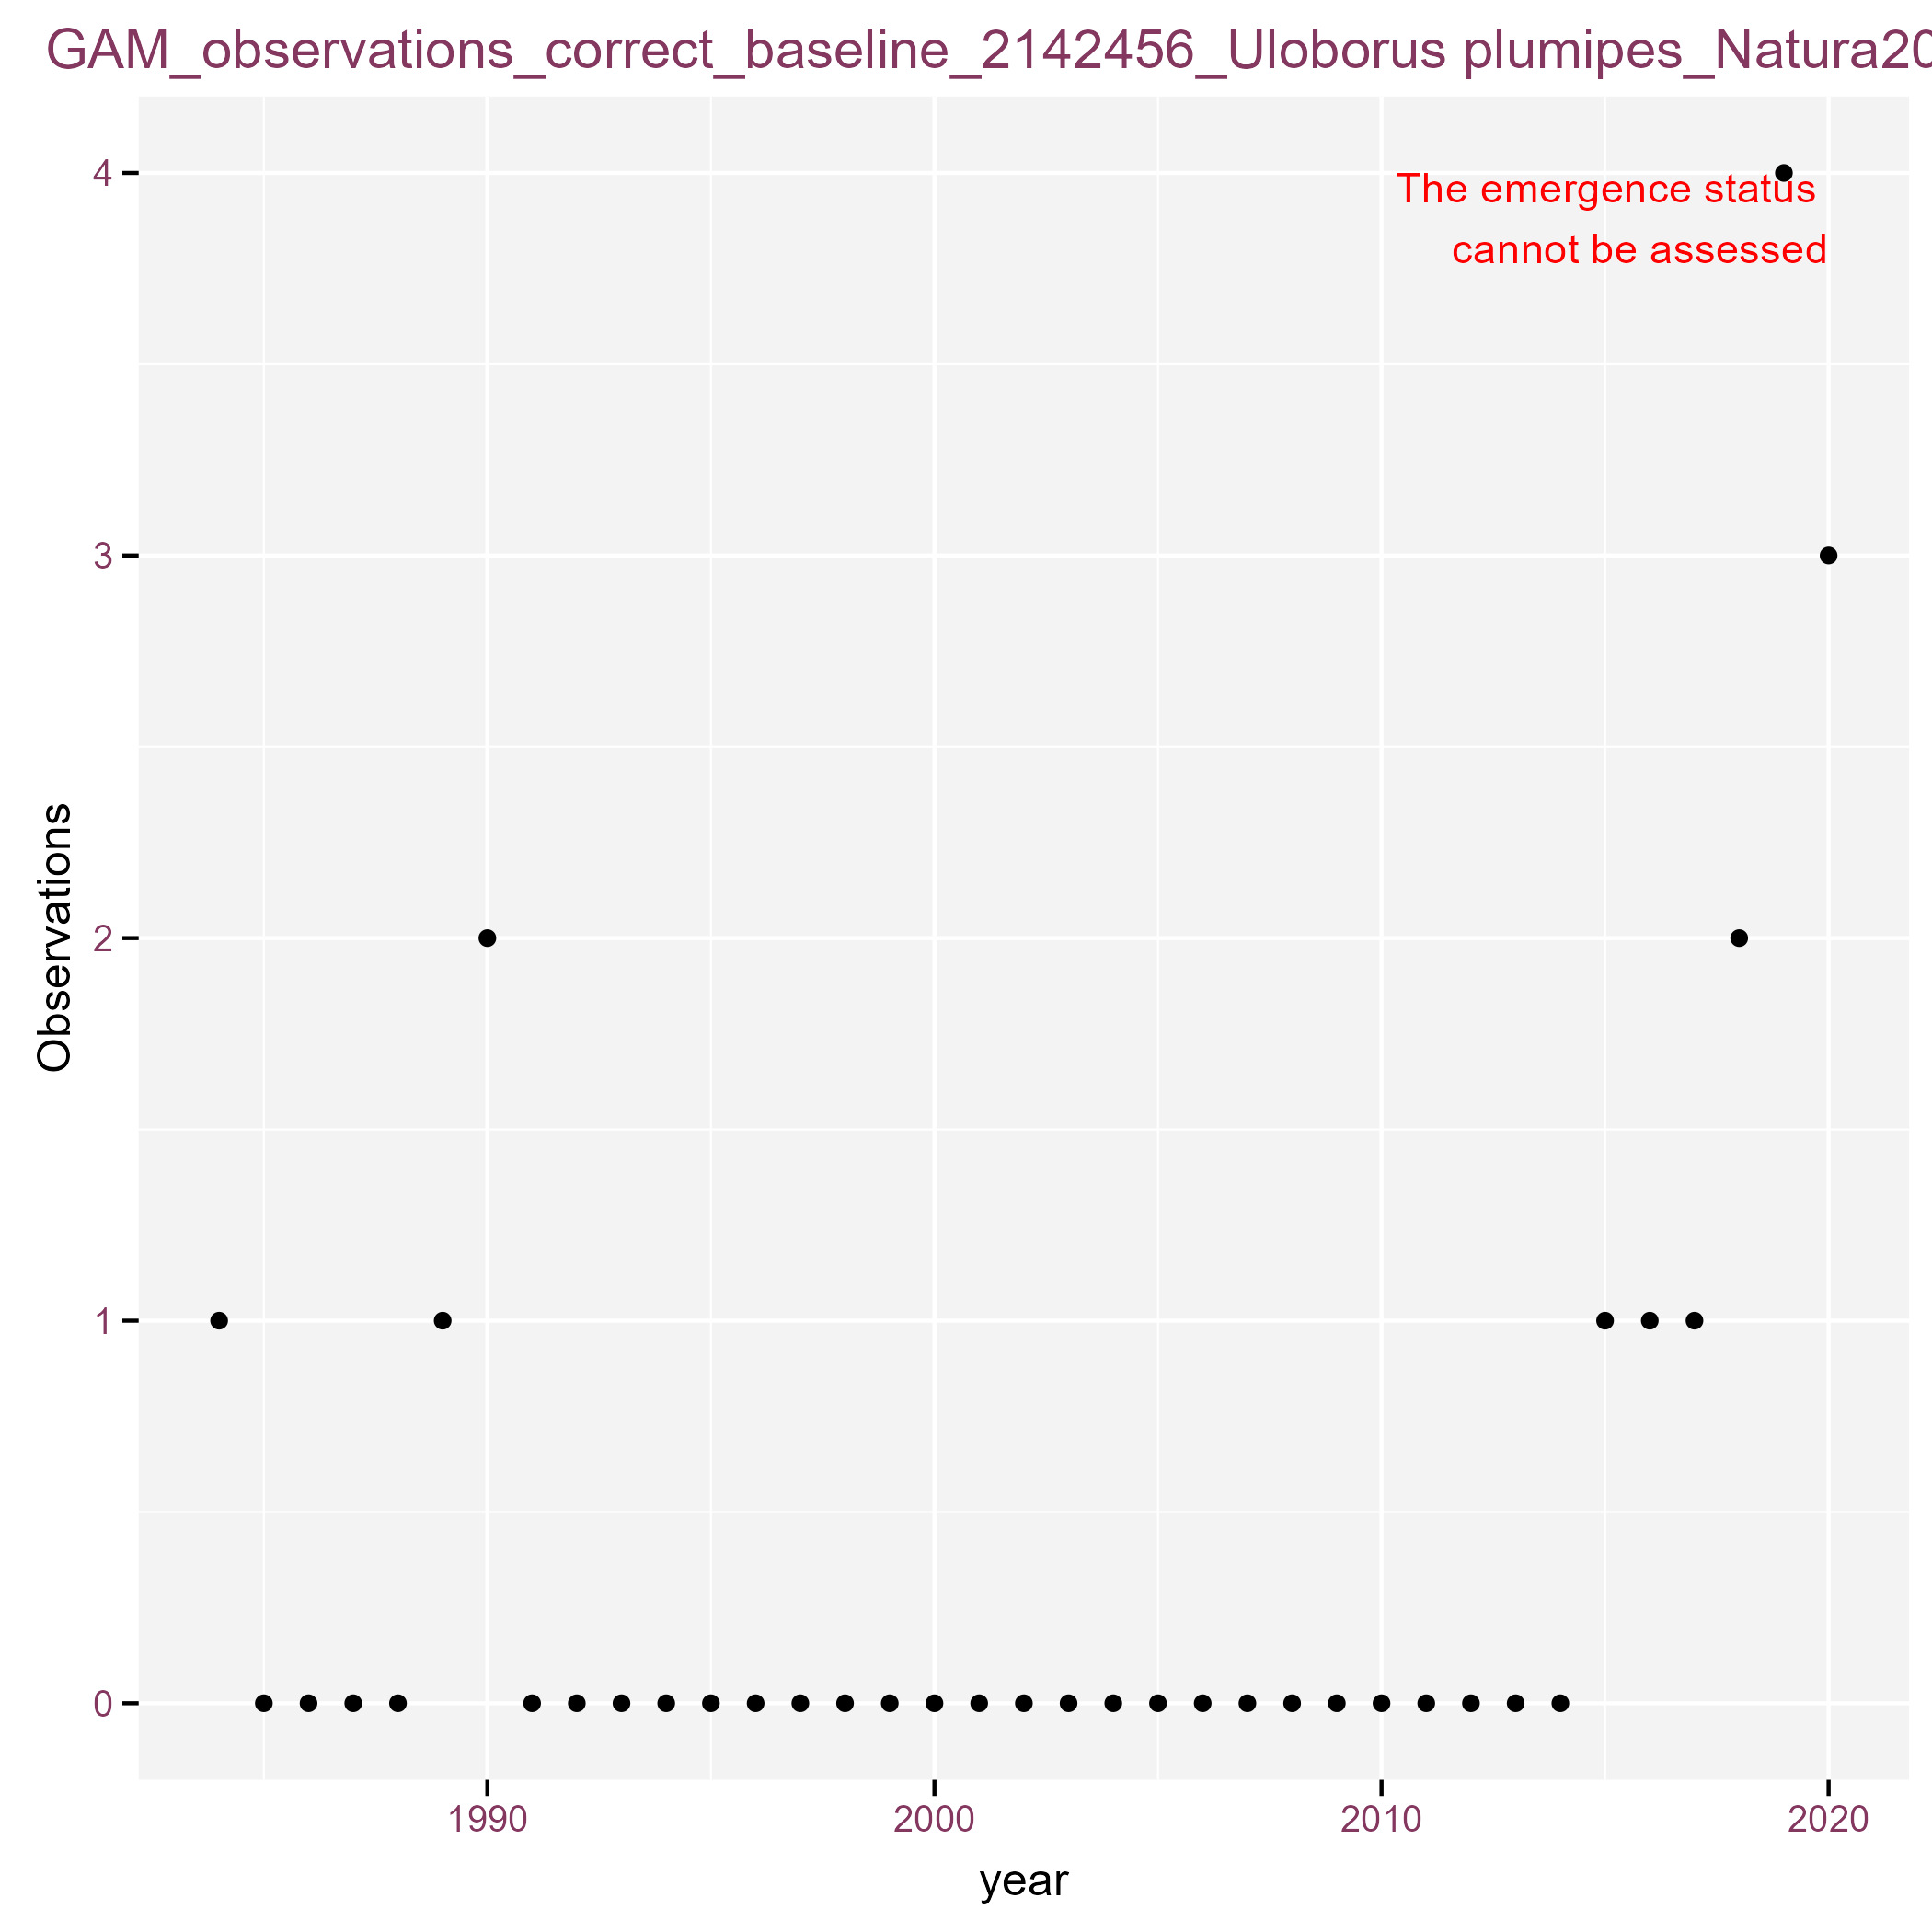 GAM_observations_correct_baseline_2142456_Uloborus plumipes_Natura20
4
The emergence status
cannot be assessed
3
2
1
0
Observations
1990 2000 2010 2020
year